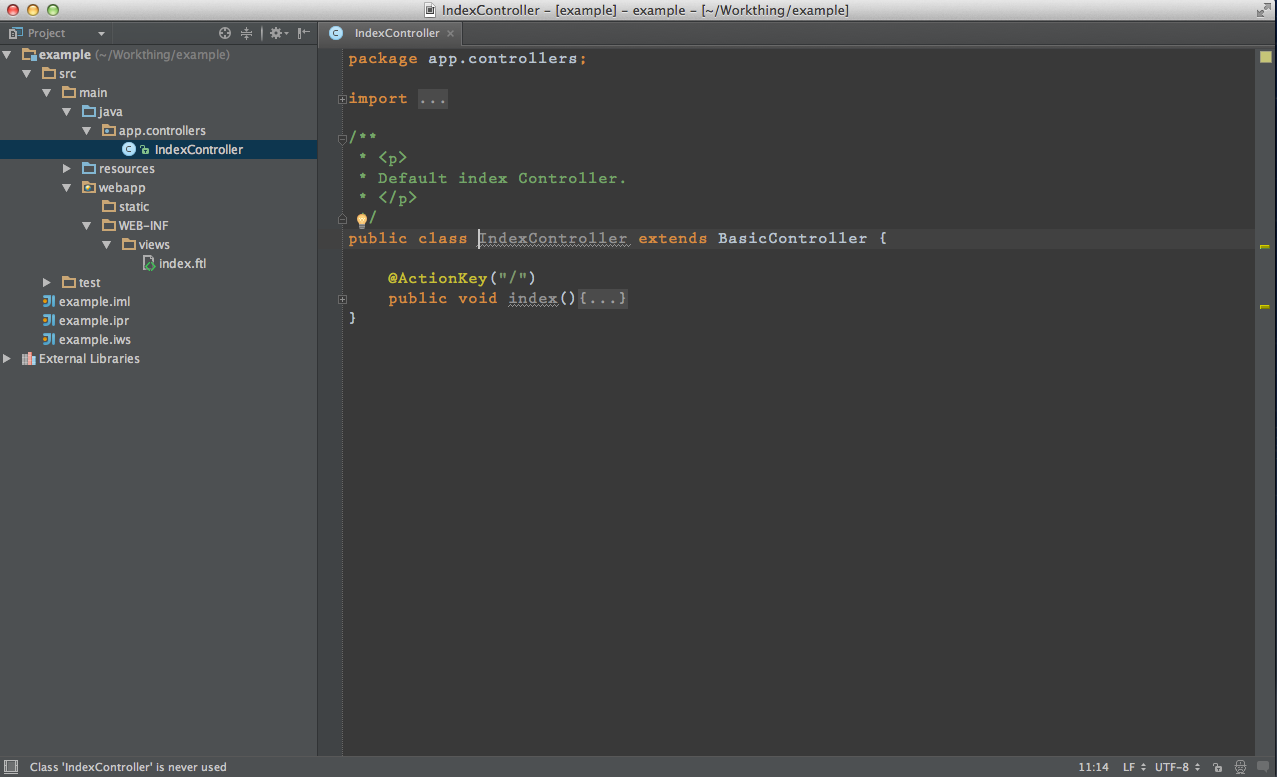 IndexController – [example] – example – [~/Workthing/example]
Project
IndexController
example (~/Workthing/example)
src
main
java
app.controllers
IndexController
resources
webapp
static
WEB-INF
views
index.ftl
test
example.iml
example.ipr
example.iws
External Libraries
package app.controllers;
import ...
/**
* <p>
* Default index Controller.
* </p>
*/
public class IndexController extends BasicController {
@ActionKey("/")
public void index(){...}
}
Class 'IndexController' is never used
11:14 LF UTF-8